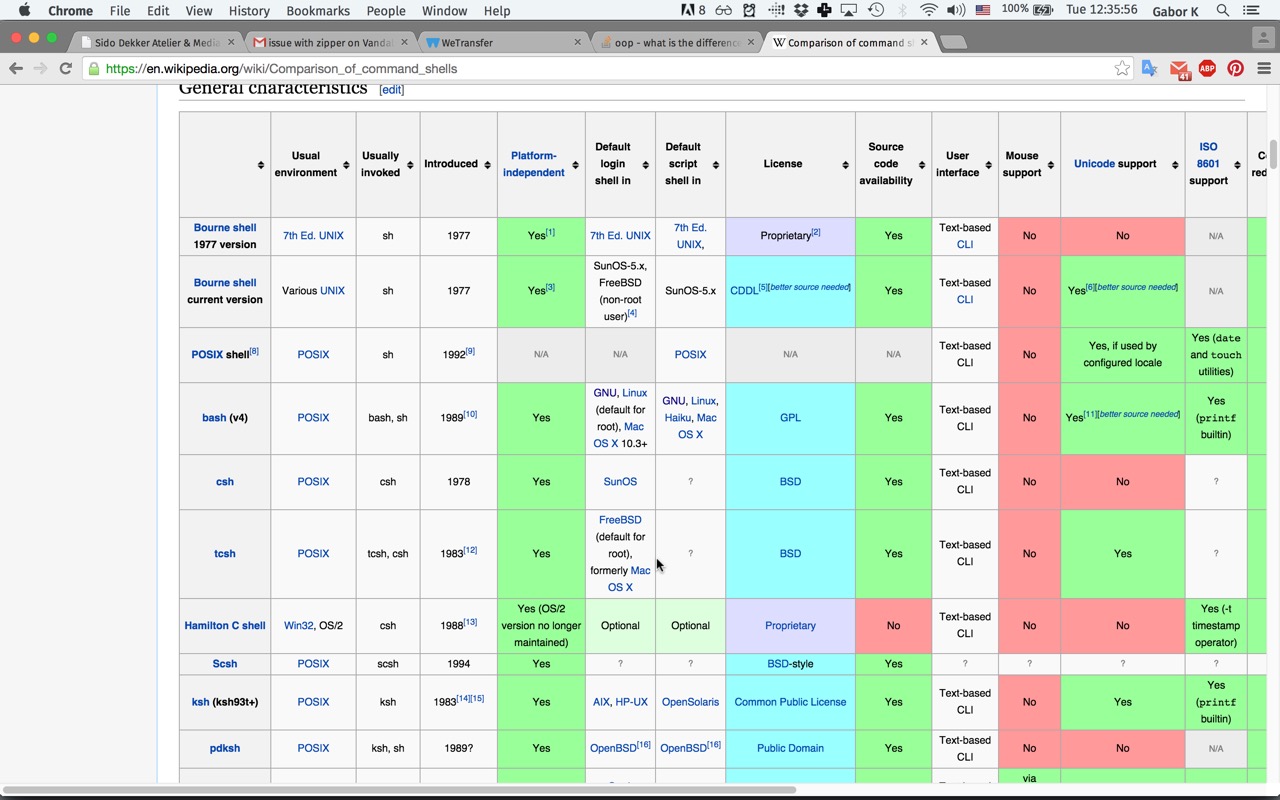 Chrome File Edit View History Bookmarks People Window Help 8 100% Tue 12:35:56 Gabor K
Sido Dekker Atelier & Media
issue with zipper on Vandal
WeTransfer
oop - what is the difference
W Comparison of command sh
https://en.wikipedia.org/wiki/Comparison_of_command_shells
41 ABP
General characteristics [edit]
Usual environment
Usually invoked
Introduced
Platform-independent
Default login shell in
Default script shell in
License
Source code availability
User interface
Mouse support
Unicode support
ISO 8601 support
Bourne shell 1977 version 7th Ed. UNIX sh 1977 Yes[1] 7th Ed. UNIX 7th Ed. UNIX, Proprietary[2] Yes Text-based CLI No No N/A
Bourne shell current version Various UNIX sh 1977 Yes[3] SunOS-5.x, FreeBSD (non-root user)[4] SunOS-5.x CDDL[5][better source needed] Yes Text-based CLI No Yes[6][better source needed] N/A
POSIX shell[8] POSIX sh 1992[9] N/A N/A POSIX N/A N/A Text-based CLI No Yes, if used by configured locale Yes (date and touch utilities)
bash (v4) POSIX bash, sh 1989[10] Yes GNU, Linux (default for root), Mac OS X 10.3+ GNU, Linux, Haiku, Mac OS X GPL Yes Text-based CLI No Yes[11][better source needed] Yes (printf builtin)
csh POSIX csh 1978 Yes SunOS ? BSD Yes Text-based CLI No No ?
tcsh POSIX tcsh, csh 1983[12] Yes FreeBSD (default for root), formerly Mac OS X ? BSD Yes Text-based CLI No Yes ?
Hamilton C shell Win32, OS/2 csh 1988[13] Yes (OS/2 version no longer maintained) Optional Optional Proprietary No Text-based CLI No No Yes (-t timestamp operator)
Scsh POSIX scsh 1994 Yes ? ? BSD-style Yes ? ? ? ?
ksh (ksh93t+) POSIX ksh 1983[14][15] Yes AIX, HP-UX OpenSolaris Common Public License Yes Text-based CLI No Yes Yes (printf builtin)
pdksh POSIX ksh, sh 1989? Yes OpenBSD[16] OpenBSD[16] Public Domain Yes Text-based CLI No No N/A
via